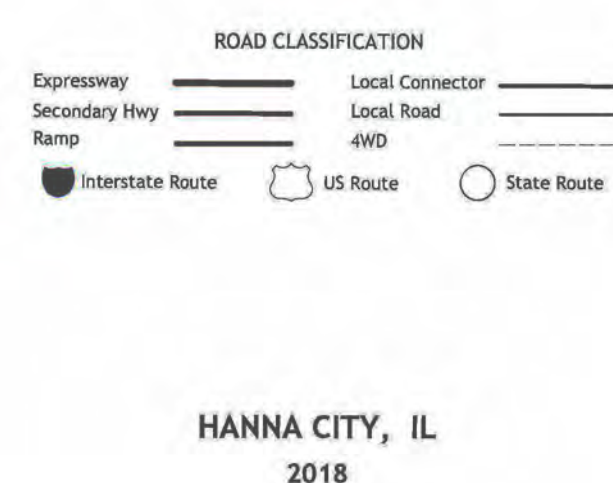 ROAD CLASSIFICATION
Expressway Local Connector
Secondary Hwy Local Road
Ramp 4WD
Interstate Route US Route State Route
HANNA CITY, IL
2018